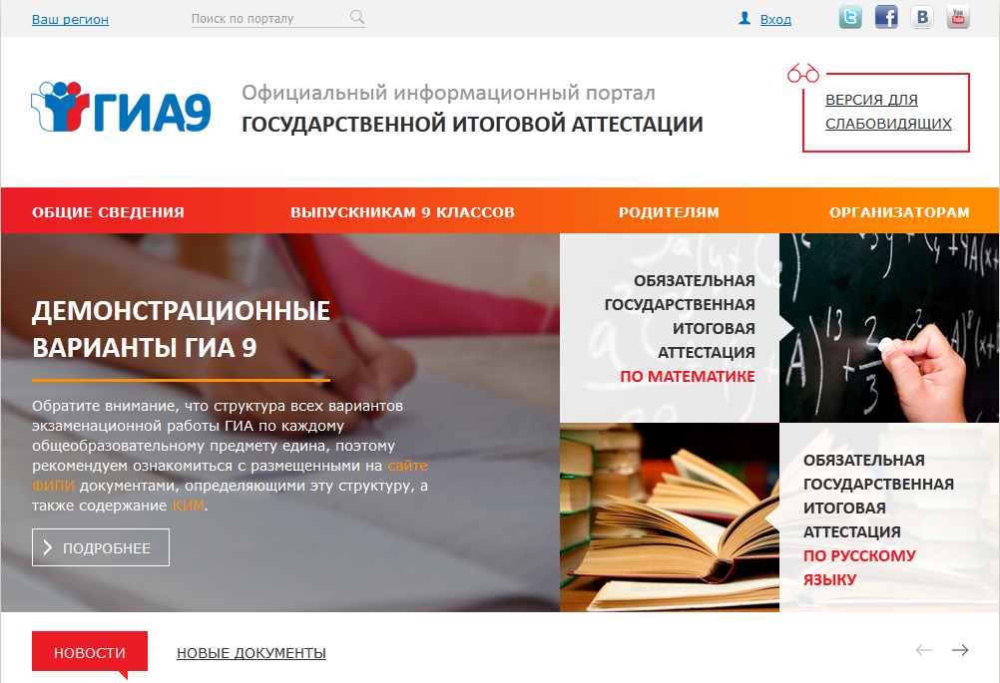 Ваш регион
Поиск по порталу
Вход
You
Tube
ГИА9
Официальный информационный портал
ГОСУДАРСТВЕННОЙ ИТОГОВОЙ АТТЕСТАЦИИ
ВЕРСИЯ ДЛЯ
СЛАБОВИДЯЩИХ
ОБЩИЕ СВЕДЕНИЯ
ВЫПУСКНИКАМ 9 КЛАССОВ
РОДИТЕЛЯМ
ОРГАНИЗАТОРАМ
ДЕМОНСТРАЦИОННЫЕ
ВАРИАНТЫ ГИА 9
Обратите внимание, что структура всех вариантов
экзаменационной работы ГИА по каждому
общеобразовательному предмету едина, поэтому
рекомендуем ознакомиться с размещенными на сайте
ФИПИ документами, определяющими эту структуру, а
также содержание КИМ.
ПОДРОБНЕЕ
ОБЯЗАТЕЛЬНАЯ
ГОСУДАРСТВЕННАЯ
ИТОГОВАЯ
АТТЕСТАЦИЯ
ПО МАТЕМАТИКЕ
ОБЯЗАТЕЛЬНАЯ
ГОСУДАРСТВЕННАЯ
ИТОГОВАЯ
АТТЕСТАЦИЯ
ПО РУССКОМУ
ЯЗЫКУ
НОВОСТИ
НОВЫЕ ДОКУМЕНТЫ